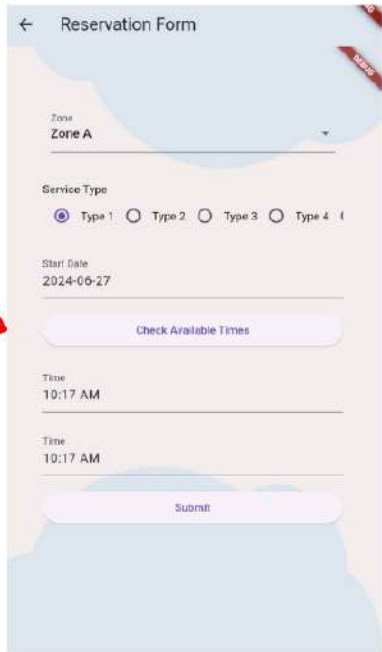 Reservation Form
DEBUG
Zone
Zone A
Service Type
Type 1 Type 2 Type 3 Type 4
Start Date
2024-06-27
Check Available Times
Time
10:17 AM
Time
10:17 AM
Submit